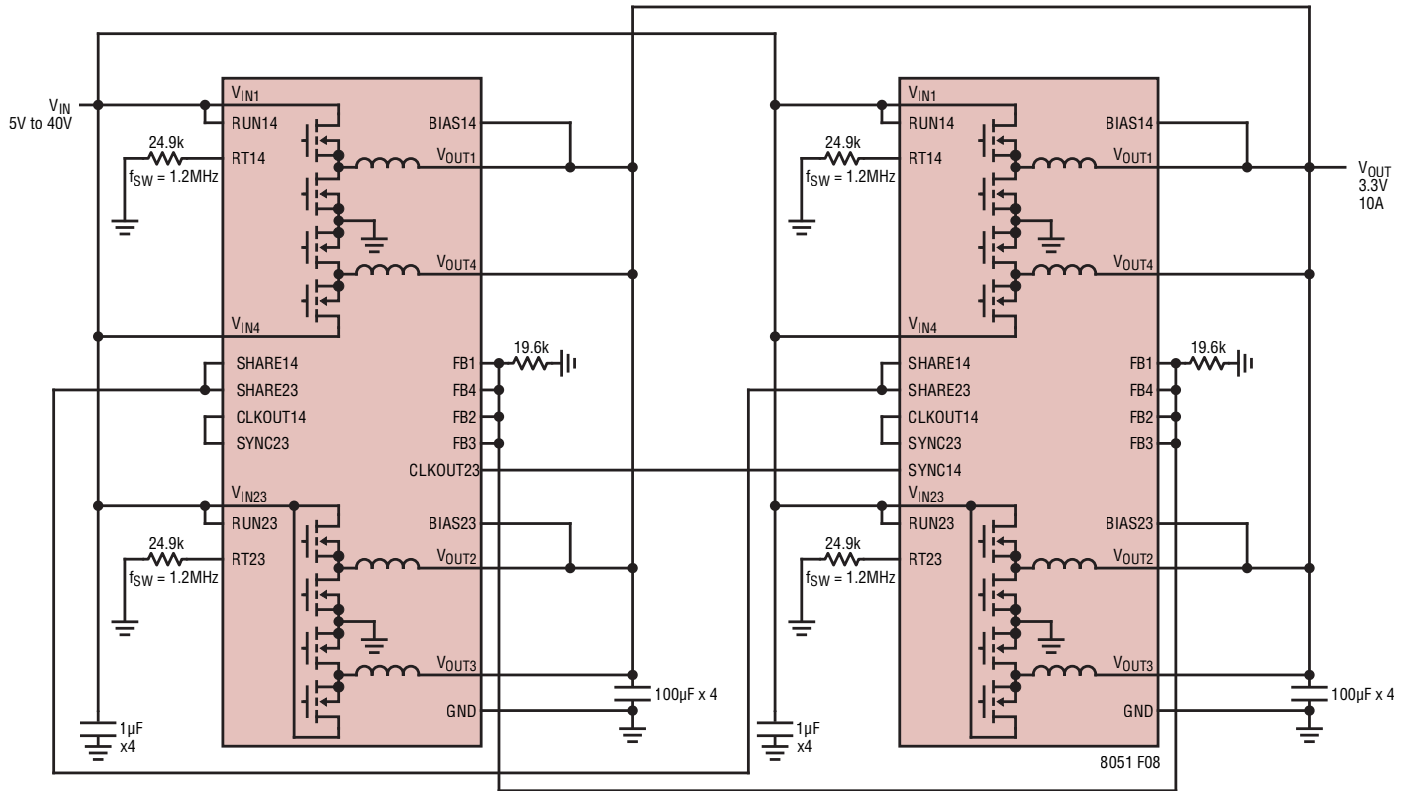 VIN
5V to 40V
VIN1
RUN14
24.9k
RT14
fSW = 1.2MHz
BIAS14
VOUT1
VOUT4
VIN4
SHARE14
SHARE23
CLKOUT14
SYNC23
FB1
19.6k
FB4
FB2
FB3
CLKOUT23
VIN23
RUN23
24.9k
RT23
fSW = 1.2MHz
BIAS23
VOUT2
VOUT3
GND
1µF
x4
100µF x 4
VIN1
RUN14
24.9k
RT14
fSW = 1.2MHz
BIAS14
VOUT1
VOUT
3.3V
10A
VOUT4
VIN4
SHARE14
SHARE23
CLKOUT14
SYNC23
SYNC14
FB1
19.6k
FB4
FB2
FB3
VIN23
RUN23
24.9k
RT23
fSW = 1.2MHz
BIAS23
VOUT2
VOUT3
GND
1µF
x4
100µF x 4
8051 F08